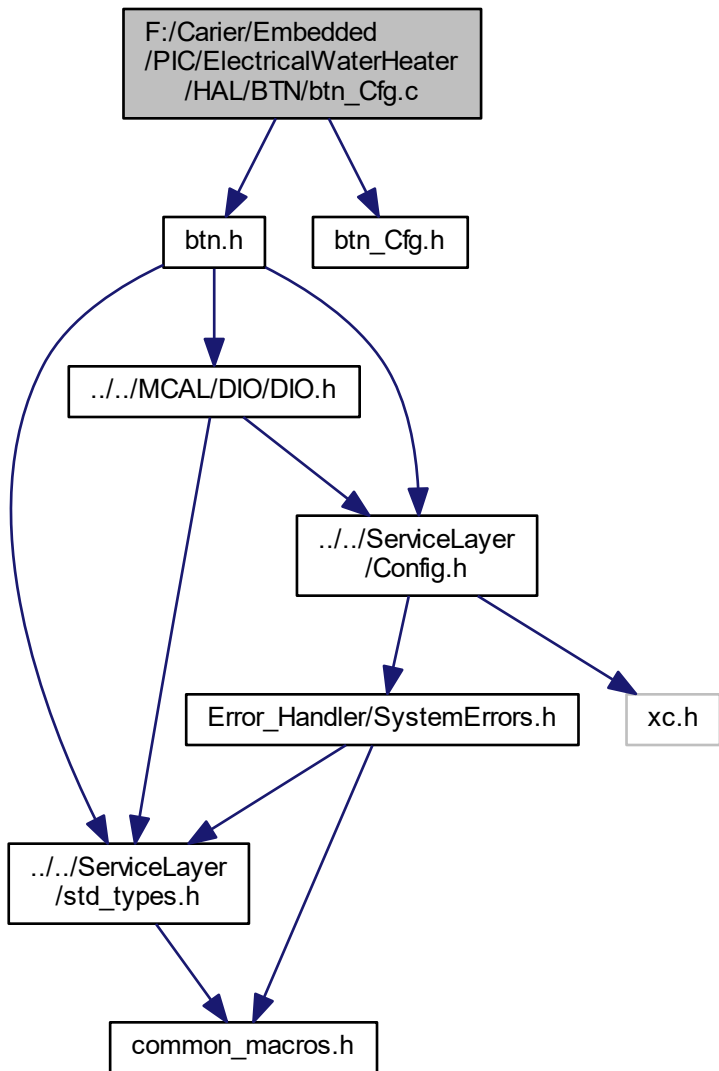 F:/Carier/Embedded
/PIC/ElectricalWaterHeater
/HAL/BTN/btn_Cfg.c
btn.h
btn_Cfg.h
../../MCAL/DIO/DIO.h
../../ServiceLayer
/Config.h
Error_Handler/SystemErrors.h
xc.h
../../ServiceLayer
/std_types.h
common_macros.h